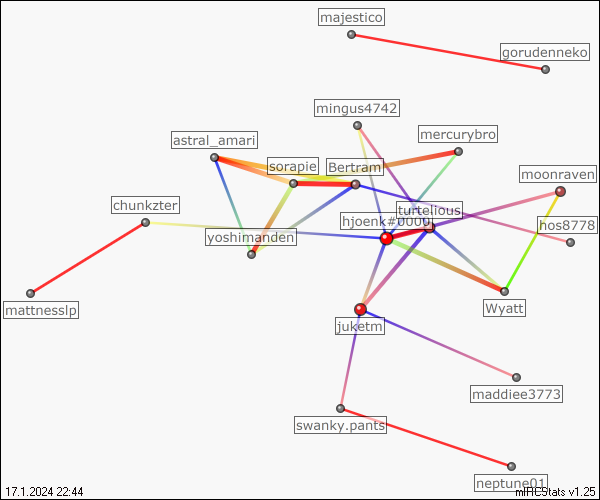 majestico
gorudenneko
mingus4742
mercurybro
astral_amari
sorapie
Bertram
moonraven
chunkzter
turtelious
hjoenk#0000
hos8778
yoshimanden
mattnesslp
Wyatt
juketm
maddiee3773
swanky.pants
neptune01
17.1.2024 22:44
mIRCStats v1.25